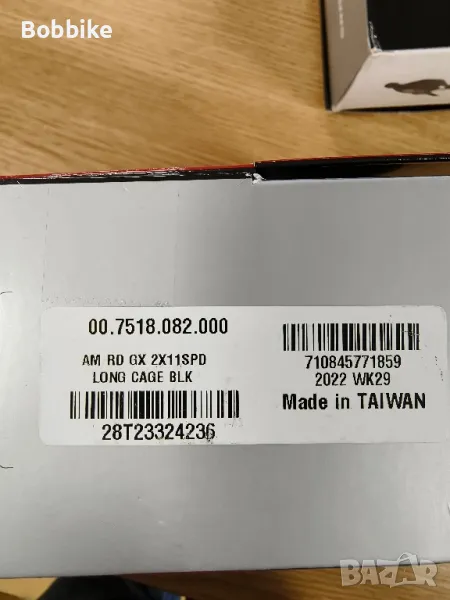 Bobbike
00.7518.082.000
AM RD GX 2X11SPD
LONG CAGE BLK
28T23324236
710845771859
2022 WK29
Made in TAIWAN
bazar